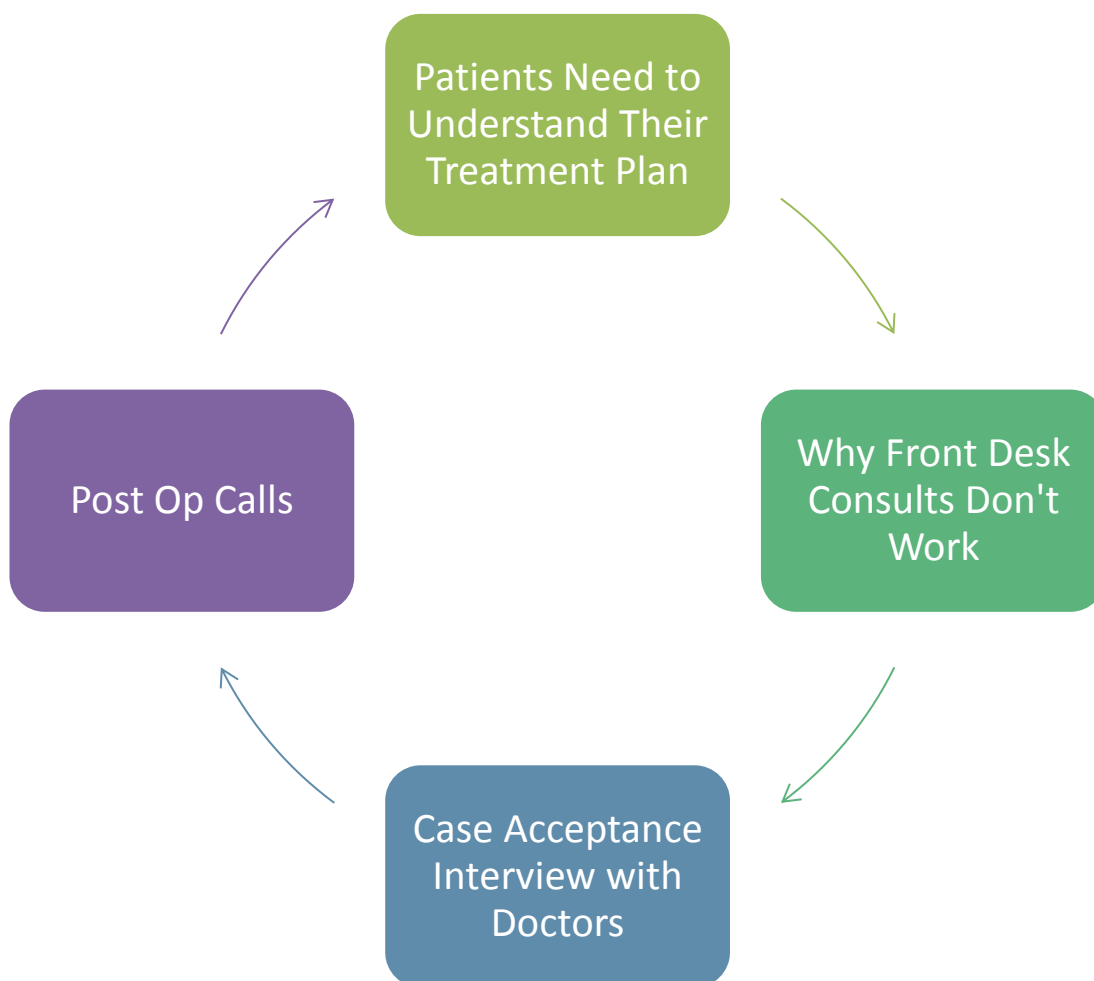 Patients Need to
Understand Their
Treatment Plan
Why Front Desk
Consults Don't
Work
Case Acceptance
Interview with
Doctors
Post Op Calls